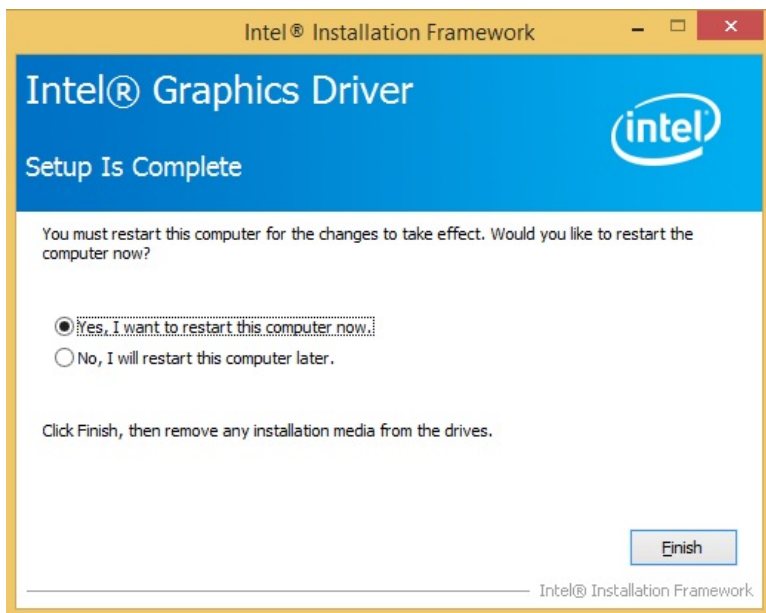 Intel® Installation Framework
Intel® Graphics Driver
intel
Setup Is Complete
You must restart this computer for the changes to take effect. Would you like to restart the
computer now?
Yes, I want to restart this computer now.
No, I will restart this computer later.
Click Finish, then remove any installation media from the drives.
Finish
Intel® Installation Framework